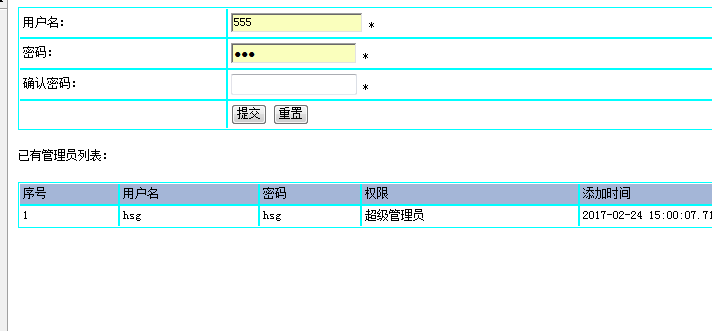 用户名: 555 *
密码: ●●● *
确认密码: *
提交 重置
已有管理员列表:
序号 用户名 密码 权限 添加时间
1 hsg hsg 超级管理员 2017-02-24 15:00:07.71